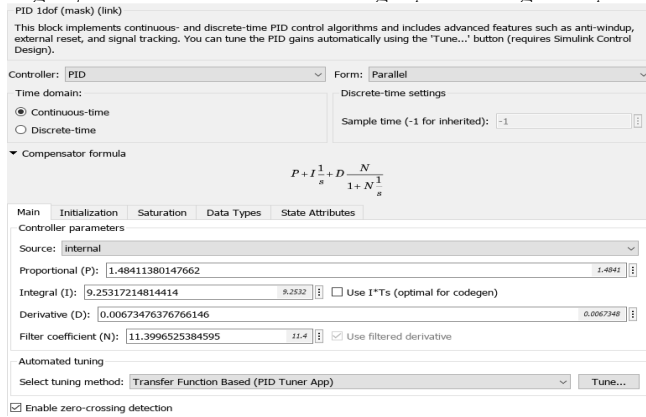 PID 1dof (mask) (link)
This block implements continuous- and discrete-time PID control algorithms and includes advanced features such as anti-windup,
external reset, and signal tracking. You can tune the PID gains automatically using the 'Tune...' button (requires Simulink Control
Design).
Controller: PID Form: Parallel
Time domain: Discrete-time settings
Continuous-time
Discrete-time
Sample time (-1 for inherited): -1
Compensator formula
P + I 1/s + D N / (1 + N 1/s)
Main Initialization Saturation Data Types State Attributes
Controller parameters
Source: internal
Proportional (P): 1.48411380147662 1.4841
Integral (I): 9.25317214814414 9.2532 Use I*Ts (optimal for codegen)
Derivative (D): 0.00673476376766146 0.0067348
Filter coefficient (N): 11.3996525384595 11.4 Use filtered derivative
Automated tuning
Select tuning method: Transfer Function Based (PID Tuner App) Tune...
Enable zero-crossing detection